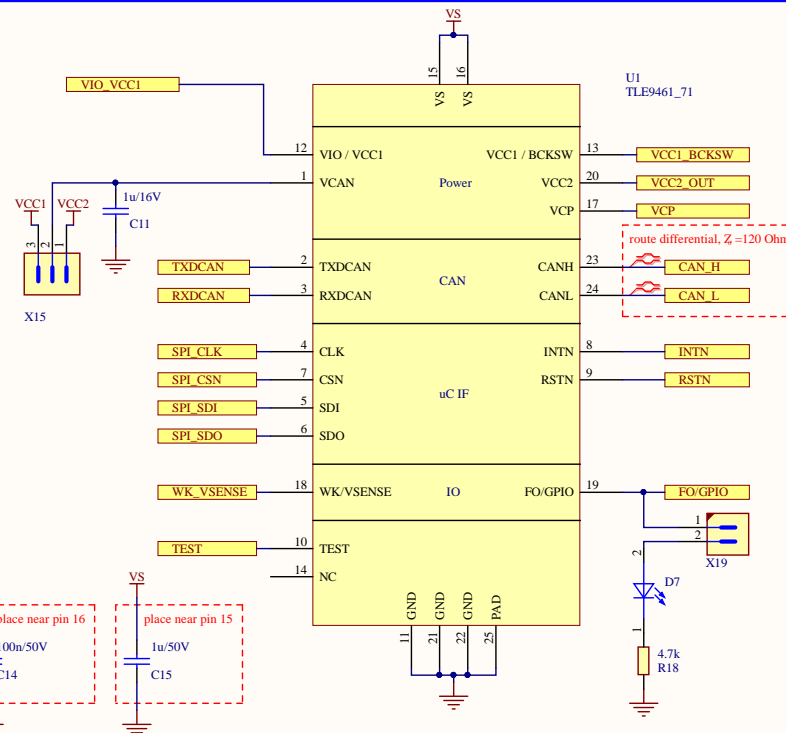 VS
15
16
VS
VS
U1
TLE9461_71
VIO_VCC1
12
VIO / VCC1
VCC1 / BCKSW
13
VCC1_BCKSW
1
VCAN
Power
VCC2
20
VCC2_OUT
1u/16V
VCP
17
VCP
VCC1
VCC2
C11
3
2
1
X15
route differential, Z =120 Ohm
TXDCAN
2
TXDCAN
CAN
CANH
23
CAN_H
RXDCAN
3
RXDCAN
CANL
24
CAN_L
SPI_CLK
4
CLK
INTN
8
INTN
SPI_CSN
7
CSN
uC IF
RSTN
9
RSTN
SPI_SDI
5
SDI
SPI_SDO
6
SDO
WK_VSENSE
18
WK/VSENSE
IO
FO/GPIO
19
FO/GPIO
1
2
X19
TEST
10
TEST
14
NC
2
D7
1
4.7k
R18
GND
GND
GND
PAD
11
21
22
25
VS
place near pin 16
100n/50V
C14
place near pin 15
1u/50V
C15